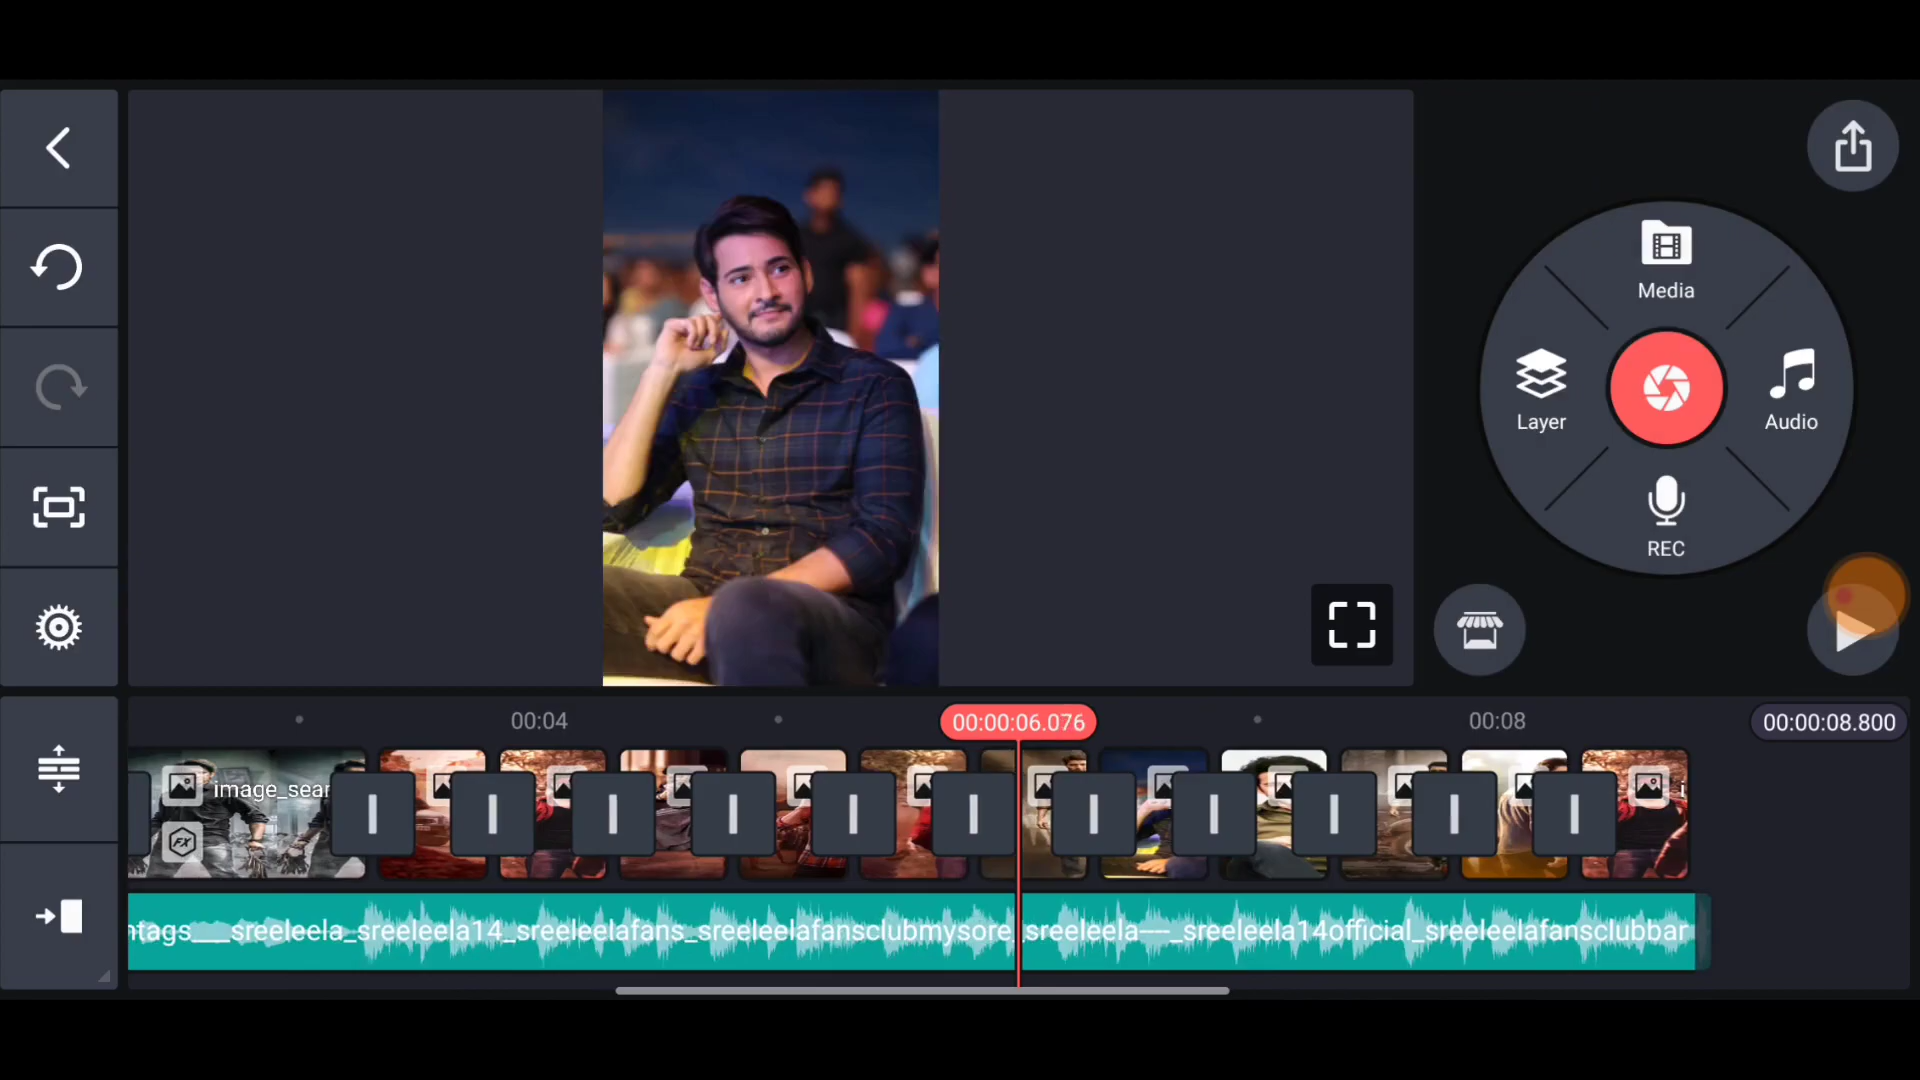 Media
Layer
Audio
REC
00:04
00:00:06.076
00:08
00:00:08.800
image_sear
FX
ntags___sreeleela_sreeleela14_sreeleelafans_sreeleelafansclubmysore_sreeleela—_sreeleela14official_sreeleelafansclubbar